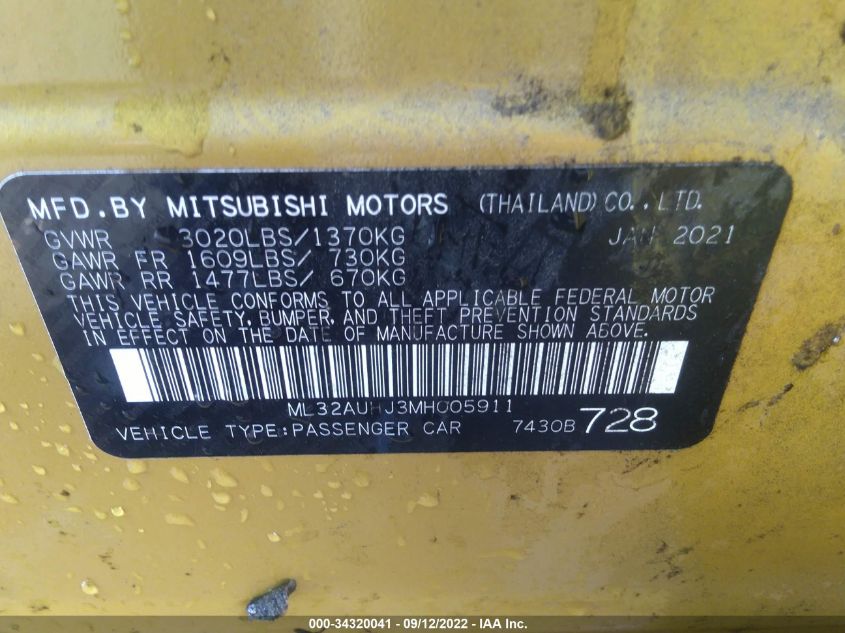 MFD.BY MITSUBISHI MOTORS (THAILAND) CO.,LTD.
GVWR 3020LBS/1370KG JAN 2021
GAWR FR 1609LBS/ 730KG
GAWR RR 1477LBS/ 670KG
THIS VEHICLE CONFORMS TO ALL APPLICABLE FEDERAL MOTOR
VEHICLE SAFETY, BUMPER, AND THEFT PREVENTION STANDARDS
IN EFFECT ON THE DATE OF MANUFACTURE SHOWN ABOVE.
ML32AUHJ3MH005911
VEHICLE TYPE:PASSENGER CAR 7430B 728
000-34320041 - 09/12/2022 - IAA Inc.